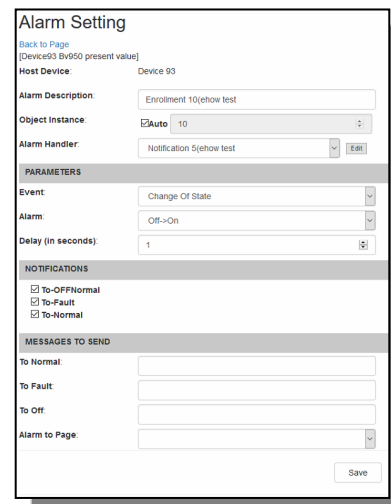 Alarm Setting
Back to Page
[Device93 Bv950 present value]
Host Device: Device 93
Alarm Description: Enrollment 10(ehow test
Object Instance: Auto 10
Alarm Handler: Notification 5(ehow test Edit
PARAMETERS
Event: Change Of State
Alarm: Off->On
Delay (in seconds): 1
NOTIFICATIONS
To-OFFNormal
To-Fault
To-Normal
MESSAGES TO SEND
To Normal:
To Fault:
To Off:
Alarm to Page:
Save